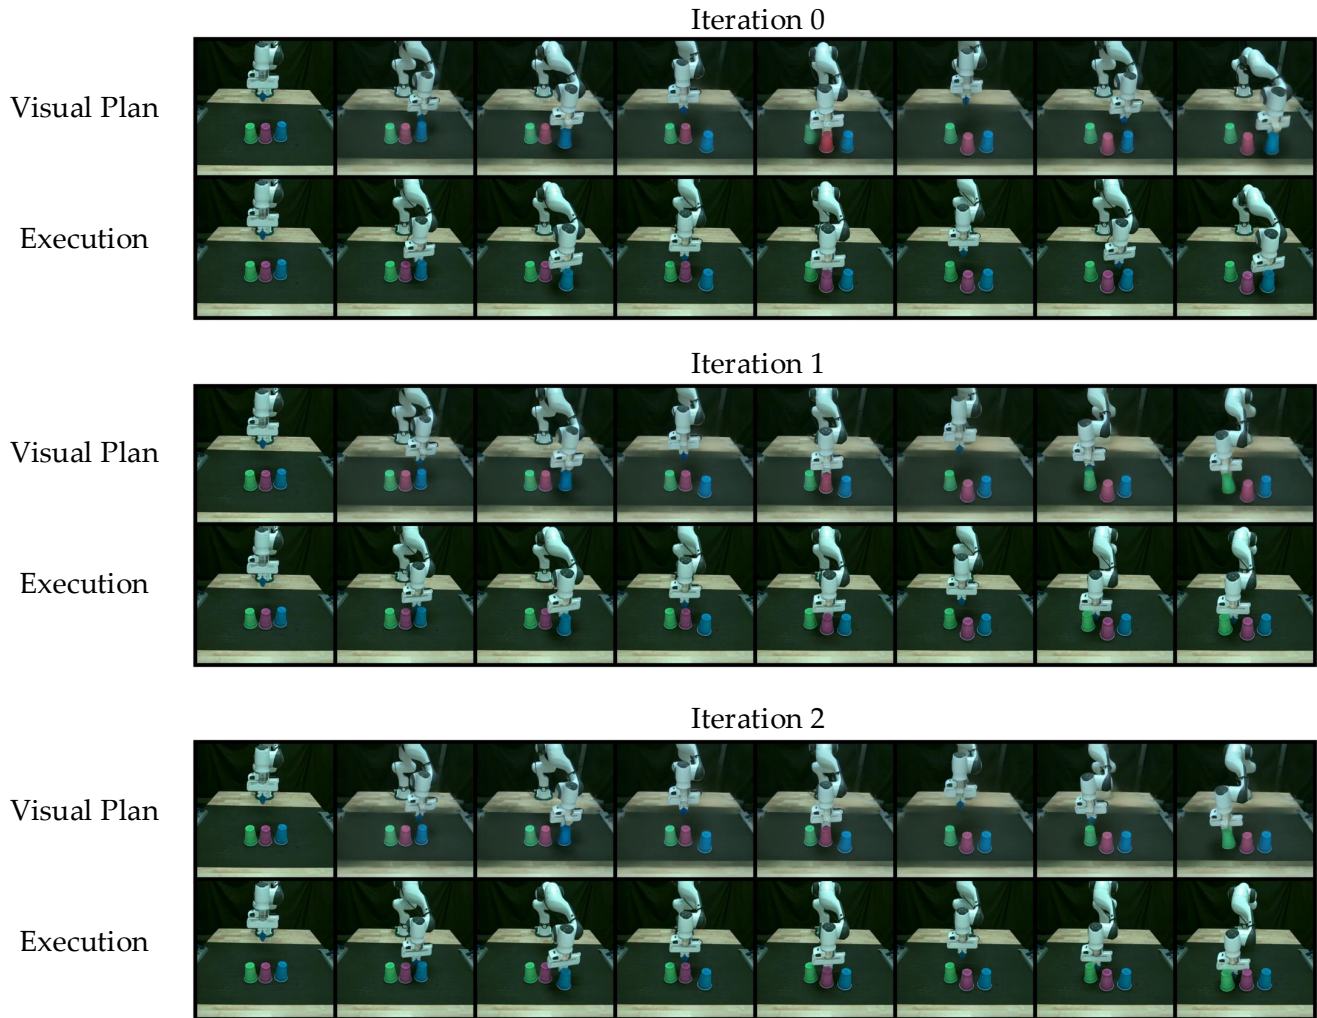 Iteration 0
Visual Plan
Execution
Iteration 1
Visual Plan
Execution
Iteration 2
Visual Plan
Execution